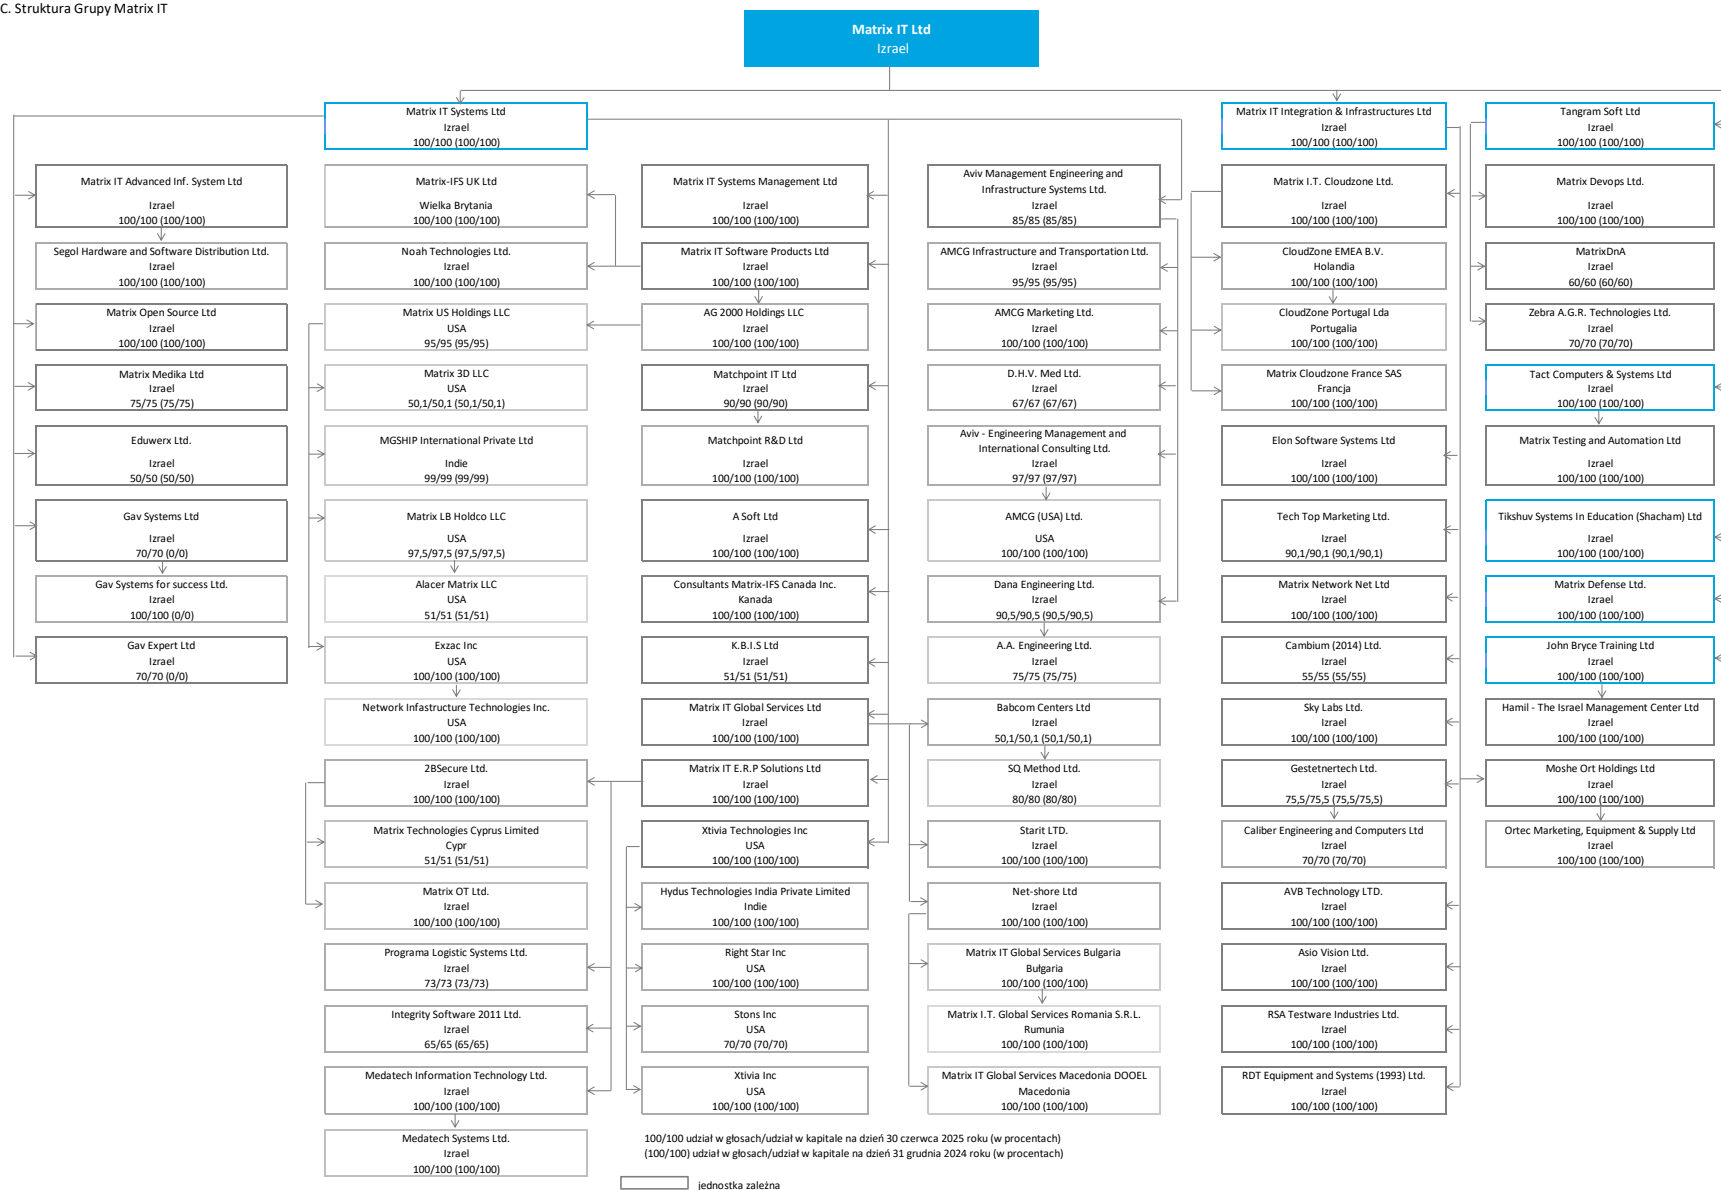 C. Struktura Grupy Matrix IT
Matrix IT Ltd
Izrael
Matrix IT Systems Ltd
Izrael
100/100 (100/100)
Matrix IT Integration & Infrastructures Ltd
Izrael
100/100 (100/100)
Tangram Soft Ltd
Izrael
100/100 (100/100)
Matrix IT Advanced Inf. System Ltd
Izrael
100/100 (100/100)
Segol Hardware and Software Distribution Ltd.
Izrael
100/100 (100/100)
Matrix Open Source Ltd
Izrael
100/100 (100/100)
Matrix Medika Ltd
Izrael
75/75 (75/75)
Eduwerx Ltd.
Izrael
50/50 (50/50)
Gav Systems Ltd
Izrael
70/70 (0/0)
Gav Systems for success Ltd.
Izrael
100/100 (0/0)
Gav Expert Ltd
Izrael
70/70 (0/0)
Matrix-IFS UK Ltd
Wielka Brytania
100/100 (100/100)
Noah Technologies Ltd.
Izrael
100/100 (100/100)
Matrix US Holdings LLC
USA
95/95 (95/95)
Matrix 3D LLC
USA
50,1/50,1 (50,1/50,1)
MGSHIP International Private Ltd
Indie
99/99 (99/99)
Matrix LB Holdco LLC
USA
97,5/97,5 (97,5/97,5)
Alacer Matrix LLC
USA
51/51 (51/51)
Exzac Inc
USA
100/100 (100/100)
Network Infastructure Technologies Inc.
USA
100/100 (100/100)
2BSecure Ltd.
Izrael
100/100 (100/100)
Matrix Technologies Cyprus Limited
Cypr
51/51 (51/51)
Matrix OT Ltd.
Izrael
100/100 (100/100)
Programa Logistic Systems Ltd.
Izrael
73/73 (73/73)
Integrity Software 2011 Ltd.
Izrael
65/65 (65/65)
Medatech Information Technology Ltd.
Izrael
100/100 (100/100)
Medatech Systems Ltd.
Izrael
100/100 (100/100)
Matrix IT Systems Management Ltd
Izrael
100/100 (100/100)
Matrix IT Software Products Ltd
Izrael
100/100 (100/100)
AG 2000 Holdings LLC
Izrael
100/100 (100/100)
Matchpoint IT Ltd
Izrael
90/90 (90/90)
Matchpoint R&D Ltd
Izrael
100/100 (100/100)
A Soft Ltd
Izrael
100/100 (100/100)
Consultants Matrix-IFS Canada Inc.
Kanada
100/100 (100/100)
K.B.I.S Ltd
Izrael
51/51 (51/51)
Matrix IT Global Services Ltd
Izrael
100/100 (100/100)
Matrix IT E.R.P Solutions Ltd
Izrael
100/100 (100/100)
Xtivia Technologies Inc
USA
100/100 (100/100)
Hydus Technologies India Private Limited
Indie
100/100 (100/100)
Right Star Inc
USA
100/100 (100/100)
Stons Inc
USA
70/70 (70/70)
Xtivia Inc
USA
100/100 (100/100)
Aviv Management Engineering and
Infrastructure Systems Ltd.
Izrael
85/85 (85/85)
AMCG Infrastructure and Transportation Ltd.
Izrael
95/95 (95/95)
AMCG Marketing Ltd.
Izrael
100/100 (100/100)
D.H.V. Med Ltd.
Izrael
67/67 (67/67)
Aviv - Engineering Management and
International Consulting Ltd.
Izrael
97/97 (97/97)
AMCG (USA) Ltd.
USA
100/100 (100/100)
Dana Engineering Ltd.
Izrael
90,5/90,5 (90,5/90,5)
A.A. Engineering Ltd.
Izrael
75/75 (75/75)
Babcom Centers Ltd
Izrael
50,1/50,1 (50,1/50,1)
SQ Method Ltd.
Izrael
80/80 (80/80)
Starit LTD.
Izrael
100/100 (100/100)
Net-shore Ltd
Izrael
100/100 (100/100)
Matrix IT Global Services Bulgaria
Bułgaria
100/100 (100/100)
Matrix I.T. Global Services Romania S.R.L.
Rumunia
100/100 (100/100)
Matrix IT Global Services Macedonia DOOEL
Macedonia
100/100 (100/100)
Matrix I.T. Cloudzone Ltd.
Izrael
100/100 (100/100)
CloudZone EMEA B.V.
Holandia
100/100 (100/100)
CloudZone Portugal Lda
Portugalia
100/100 (100/100)
Matrix Cloudzone France SAS
Francja
100/100 (100/100)
Elon Software Systems Ltd
Izrael
100/100 (100/100)
Tech Top Marketing Ltd.
Izrael
90,1/90,1 (90,1/90,1)
Matrix Network Net Ltd
Izrael
100/100 (100/100)
Cambium (2014) Ltd.
Izrael
55/55 (55/55)
Sky Labs Ltd.
Izrael
100/100 (100/100)
Gestetnertech Ltd.
Izrael
75,5/75,5 (75,5/75,5)
Caliber Engineering and Computers Ltd
Izrael
70/70 (70/70)
AVB Technology LTD.
Izrael
100/100 (100/100)
Asio Vision Ltd.
Izrael
100/100 (100/100)
RSA Testware Industries Ltd.
Izrael
100/100 (100/100)
RDT Equipment and Systems (1993) Ltd.
Izrael
100/100 (100/100)
Matrix Devops Ltd.
Izrael
100/100 (100/100)
MatrixDnA
Izrael
60/60 (60/60)
Zebra A.G.R. Technologies Ltd.
Izrael
70/70 (70/70)
Tact Computers & Systems Ltd
Izrael
100/100 (100/100)
Matrix Testing and Automation Ltd
Izrael
100/100 (100/100)
Tikshuv Systems In Education (Shacham) Ltd
Izrael
100/100 (100/100)
Matrix Defense Ltd.
Izrael
100/100 (100/100)
John Bryce Training Ltd
Izrael
100/100 (100/100)
Hamil - The Israel Management Center Ltd
Izrael
100/100 (100/100)
Moshe Ort Holdings Ltd
Izrael
100/100 (100/100)
Ortec Marketing, Equipment & Supply Ltd
Izrael
100/100 (100/100)
100/100 udział w głosach/udział w kapitale na dzień 30 czerwca 2025 roku (w procentach)
(100/100) udział w głosach/udział w kapitale na dzień 31 grudnia 2024 roku (w procentach)
jednostka zależna